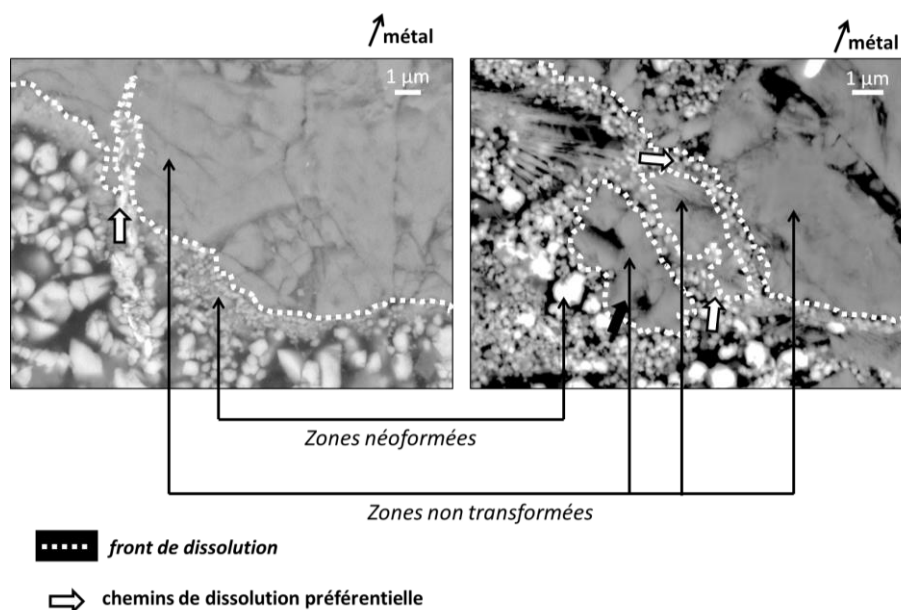 métal
métal
1 µm
1 µm
Zones néoformées
Zones non transformées
front de dissolution
chemins de dissolution préférentielle